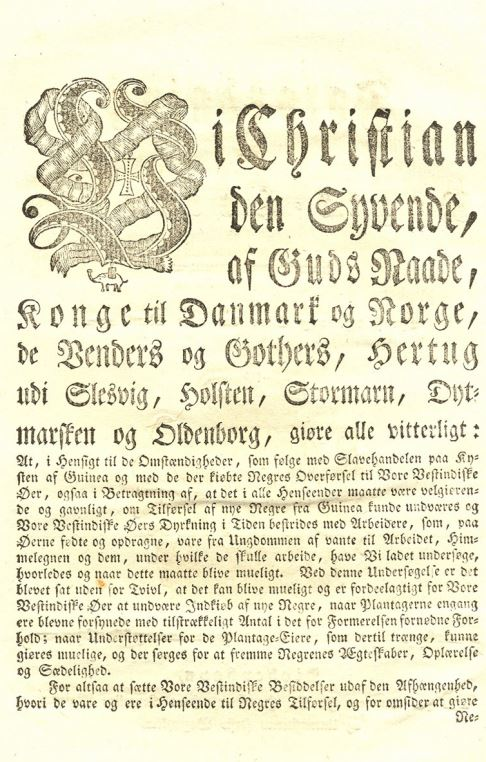 Vi Christian
den Syvende,
af Guds Naade,
Konge til Danmark og Norge,
de Venders og Gothers, Hertug
udi Slesvig, Holsten, Stormarn, Dyt-
marsken og Oldenborg, giøre alle vitterligt:
At, i Hensigt til de Omstændigheder, som følge med Slavehandelen paa Ky-
sten af Guinea og med de der kiøbte Negres Overførsel til Vore Vestindiske
Øer, ogsaa i Betragtning af, at det i alle Henseender maatte være velgieren-
de og gavnligt, om Tilførsel af nye Negre fra Guinea kunde undværes og
Vore Vestindiske Øers Dyrkning i Tiden bestrides med Arbeidere, som, paa
Øerne fødte og opdragne, vare fra Ungdommen af vante til Arbeidet, Him-
melegnen og dem, under hvilke de skulle arbeide, have Vi ladet undersøge,
hvorledes og naar dette maatte blive mueligt. Ved denne Undersøgelse er det
blevet sat uden for Tvivl, at det kan blive mueligt og er fordeelagtigt for Vore
Vestindiske Øer at undvære Indkiøb af nye Negre, naar Plantagerne engang
ere blevne forsynede med tilstrækkeligt Antal i det for Formerelsen fornødne For-
hold; naar Understøttelser for de Plantage-Eiere, som dertil trænge, kunne
giøres muelige, og der sørges for at fremme Negrenes Ægteskaber, Oplærelse
og Sædelighed.
For altsaa at sætte Vore Vestindiske Besiddelser udaf den Afhængenhed,
hvori de vare og ere i Henseende til Negres Tilførsel, og for omsider at giøre
Ne-